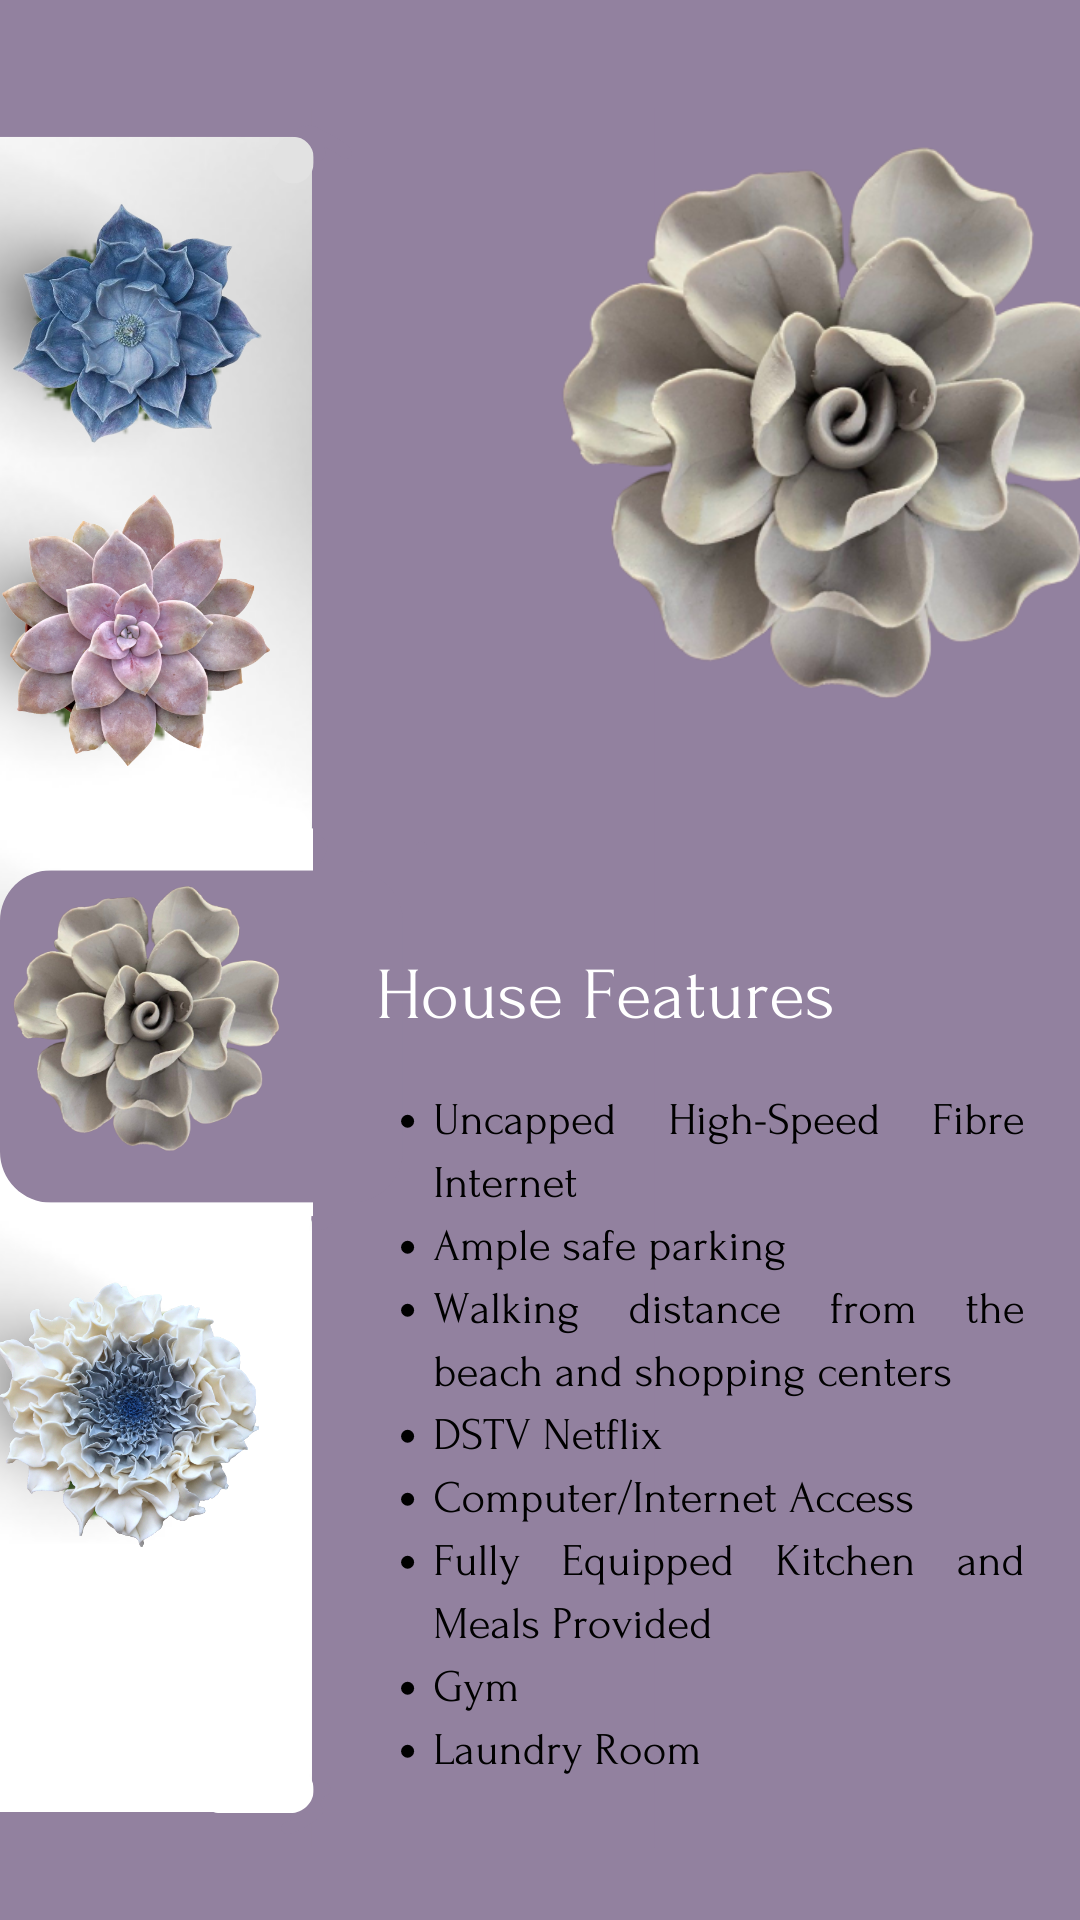 House Features
• Uncapped High-Speed Fibre
Internet
• Ample safe parking
• Walking distance from the
beach and shopping centers
• DSTV Netflix
• Computer/Internet Access
• Fully Equipped Kitchen and
Meals Provided
• Gym
• Laundry Room